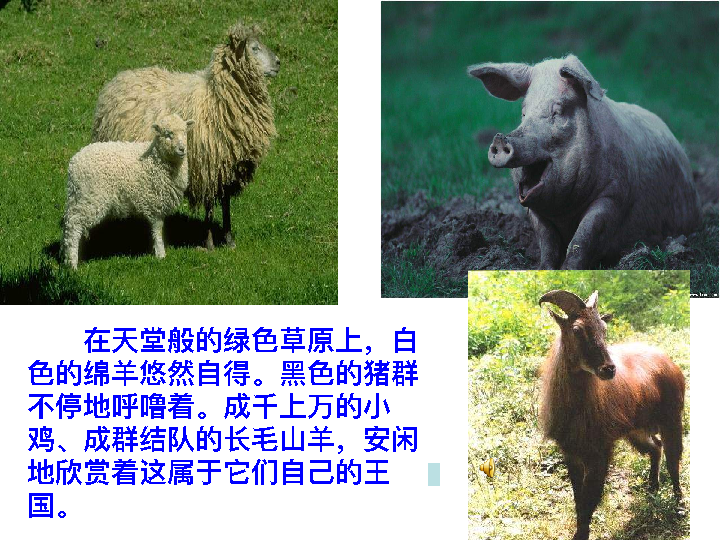 在天堂般的绿色草原上，白
色的绵羊悠然自得。黑色的猪群
不停地呼噜着。成千上万的小
鸡、成群结队的长毛山羊，安闲
地欣赏着这属于它们自己的王
国。